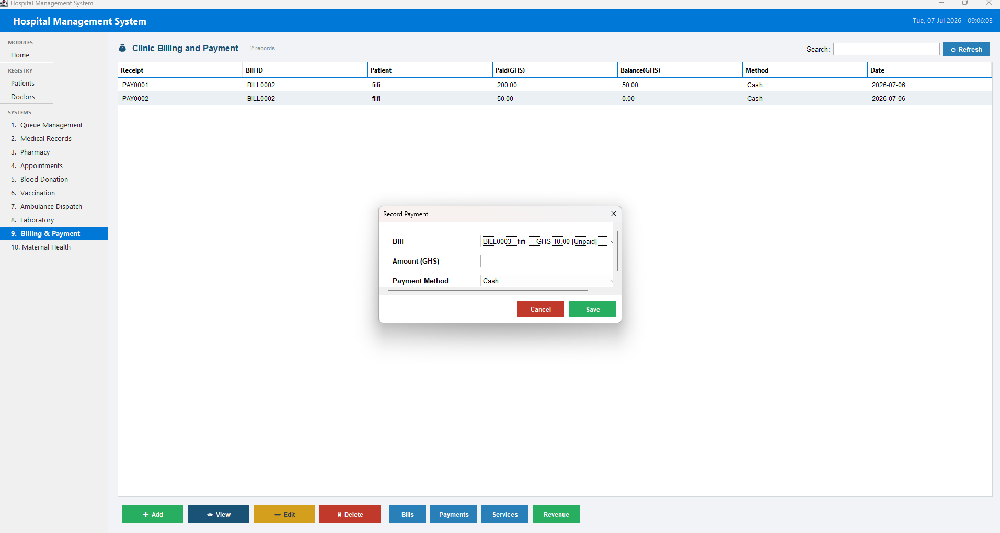 Hospital Management System
Hospital Management System
Tue, 07 Jul 2026 09:06:03
MODULES
Home
REGISTRY
Patients
Doctors
SYSTEMS
1. Queue Management
2. Medical Records
3. Pharmacy
4. Appointments
5. Blood Donation
6. Vaccination
7. Ambulance Dispatch
8. Laboratory
9. Billing & Payment
10. Maternal Health
Clinic Billing and Payment — 2 records
Search:
Refresh
Receipt Bill ID Patient Paid(GHS) Balance(GHS) Method Date
PAY0001 BILL0002 fiifi 200.00 50.00 Cash 2026-07-06
PAY0002 BILL0002 fiifi 50.00 0.00 Cash 2026-07-06
Record Payment
Bill BILL0003 - fiifi — GHS 10.00 [Unpaid]
Amount (GHS)
Payment Method Cash
Cancel Save
Add View Edit Delete Bills Payments Services Revenue